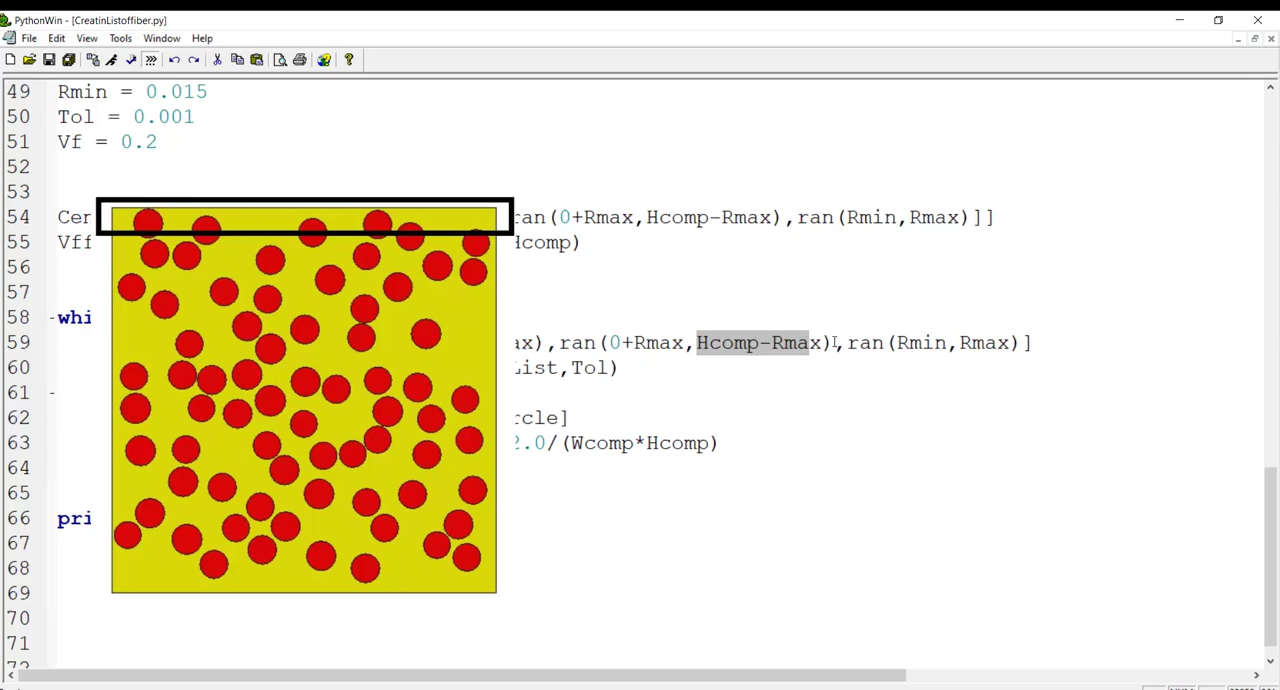 PythonWin - [CreatinListoffiber.py]
File Edit View Tools Window Help
49 Rmin = 0.015
50 Tol = 0.001
51 Vf = 0.2
52
53
54 Cer ran(0+Rmax,Hcomp-Rmax),ran(Rmin,Rmax)]]
55 Vff Hcomp)
56
57
58 whi
59 ax),ran(0+Rmax,Hcomp-Rmax),ran(Rmin,Rmax)]
60 List,Tol)
61
62 rcle]
63 2.0/(Wcomp*Hcomp)
64
65
66 pri
67
68
69
70
71
72